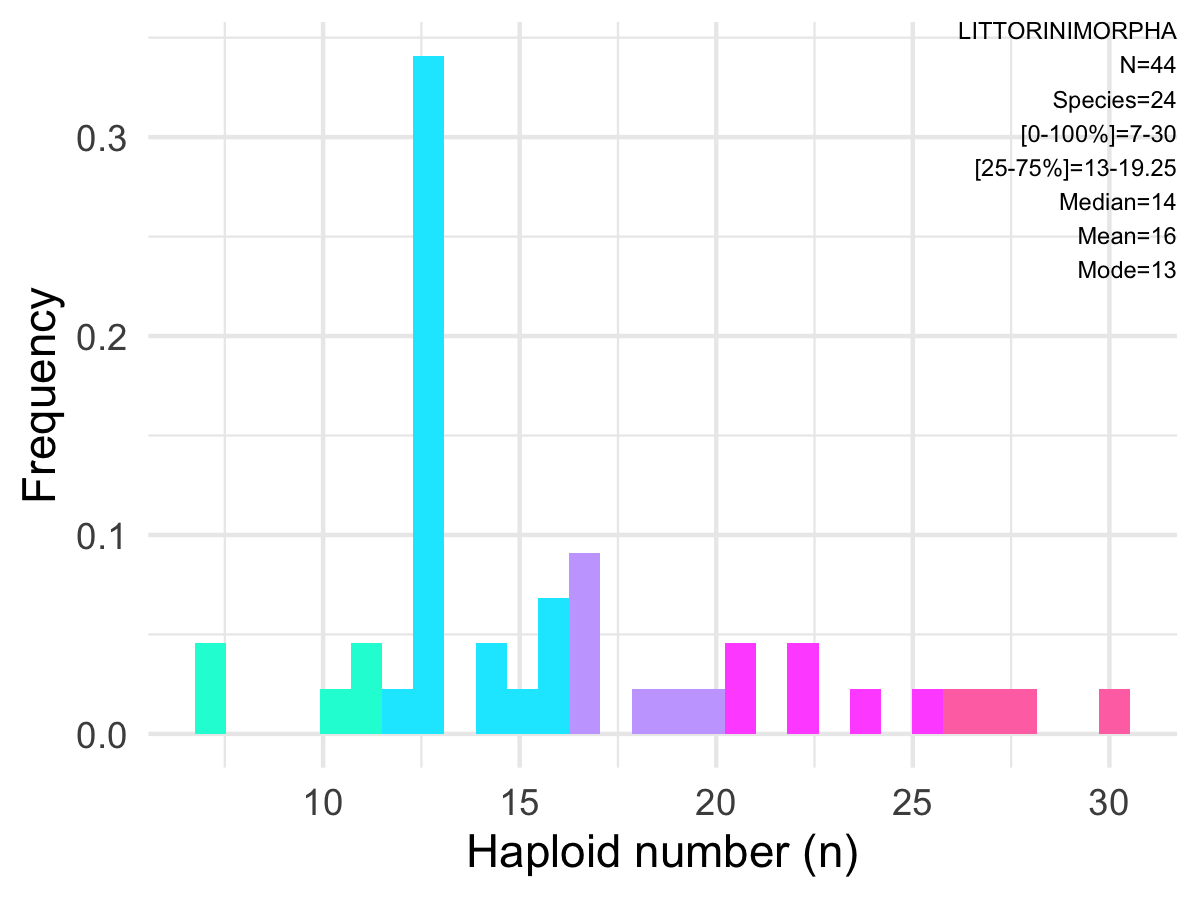 LITTORINIMORPHA
N=44
Species=24
[0-100%]=7-30
[25-75%]=13-19.25
Median=14
Mean=16
Mode=13
Frequency
0.3
0.2
0.1
0.0
10 15 20 25 30
Haploid number (n)